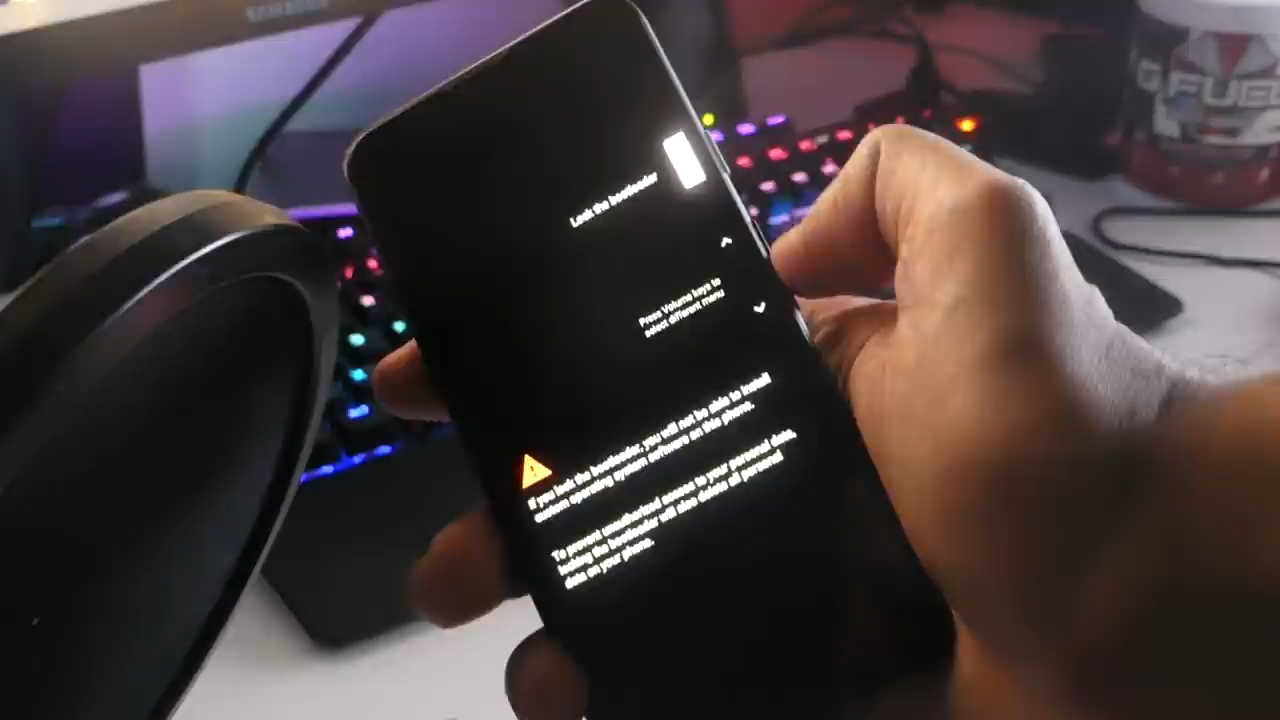 SAMSUNG
G FUEL
Lock the bootloader
Press Volume keys to
select different menu
If you lock the bootloader, you will not be able to install
custom operating system software on this phone.
To prevent unauthorized access to your personal data,
locking the bootloader will also delete all personal
data on your phone.